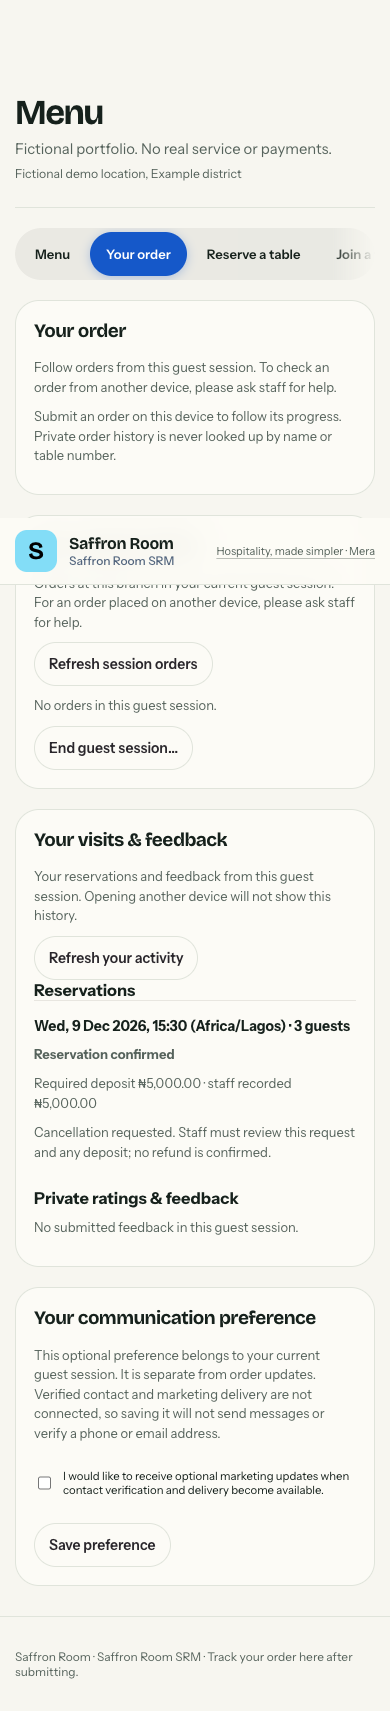 Menu
Fictional portfolio. No real service or payments.
Fictional demo location, Example district
Menu
Your order
Reserve a table
Join a
Your order
Follow orders from this guest session. To check an
order from another device, please ask staff for help.
Submit an order on this device to follow its progress.
Private order history is never looked up by name or
table number.
S
Saffron Room
Saffron Room SRM
Hospitality, made simpler · Mera
Orders at this branch in your current guest session.
For an order placed on another device, please ask staff
for help.
Refresh session orders
No orders in this guest session.
End guest session…
Your visits & feedback
Your reservations and feedback from this guest
session. Opening another device will not show this
history.
Refresh your activity
Reservations
Wed, 9 Dec 2026, 15:30 (Africa/Lagos) · 3 guests
Reservation confirmed
Required deposit ₦5,000.00 · staff recorded
₦5,000.00
Cancellation requested. Staff must review this request
and any deposit; no refund is confirmed.
Private ratings & feedback
No submitted feedback in this guest session.
Your communication preference
This optional preference belongs to your current
guest session. It is separate from order updates.
Verified contact and marketing delivery are not
connected, so saving it will not send messages or
verify a phone or email address.
I would like to receive optional marketing updates when
contact verification and delivery become available.
Save preference
Saffron Room · Saffron Room SRM · Track your order here after
submitting.